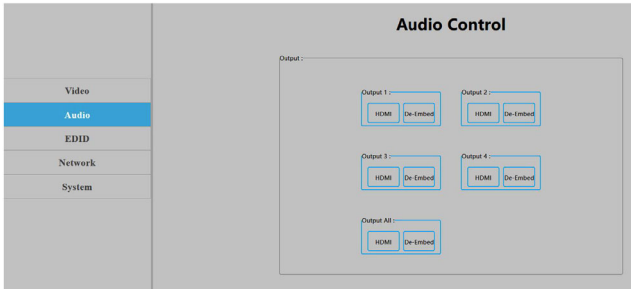 Audio Control
Output :
Video
Audio
EDID
Network
System
Output 1 :
HDMI De-Embed
Output 2 :
HDMI De-Embed
Output 3 :
HDMI De-Embed
Output 4 :
HDMI De-Embed
Output All :
HDMI De-Embed